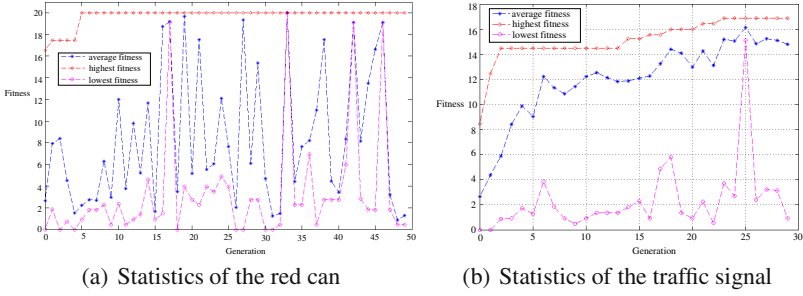 20
18
16
14
12
10
8
6
4
2
0
Fitness
average fitness
highest fitness
lowest fitness
0 5 10 15 20 25 30 35 40 45 50
Generation
(a) Statistics of the red can
18
16
14
12
10
8
6
4
2
0
Fitness
average fitness
highest fitness
lowest fitness
0 5 10 15 20 25 30
Generation
(b) Statistics of the traffic signal